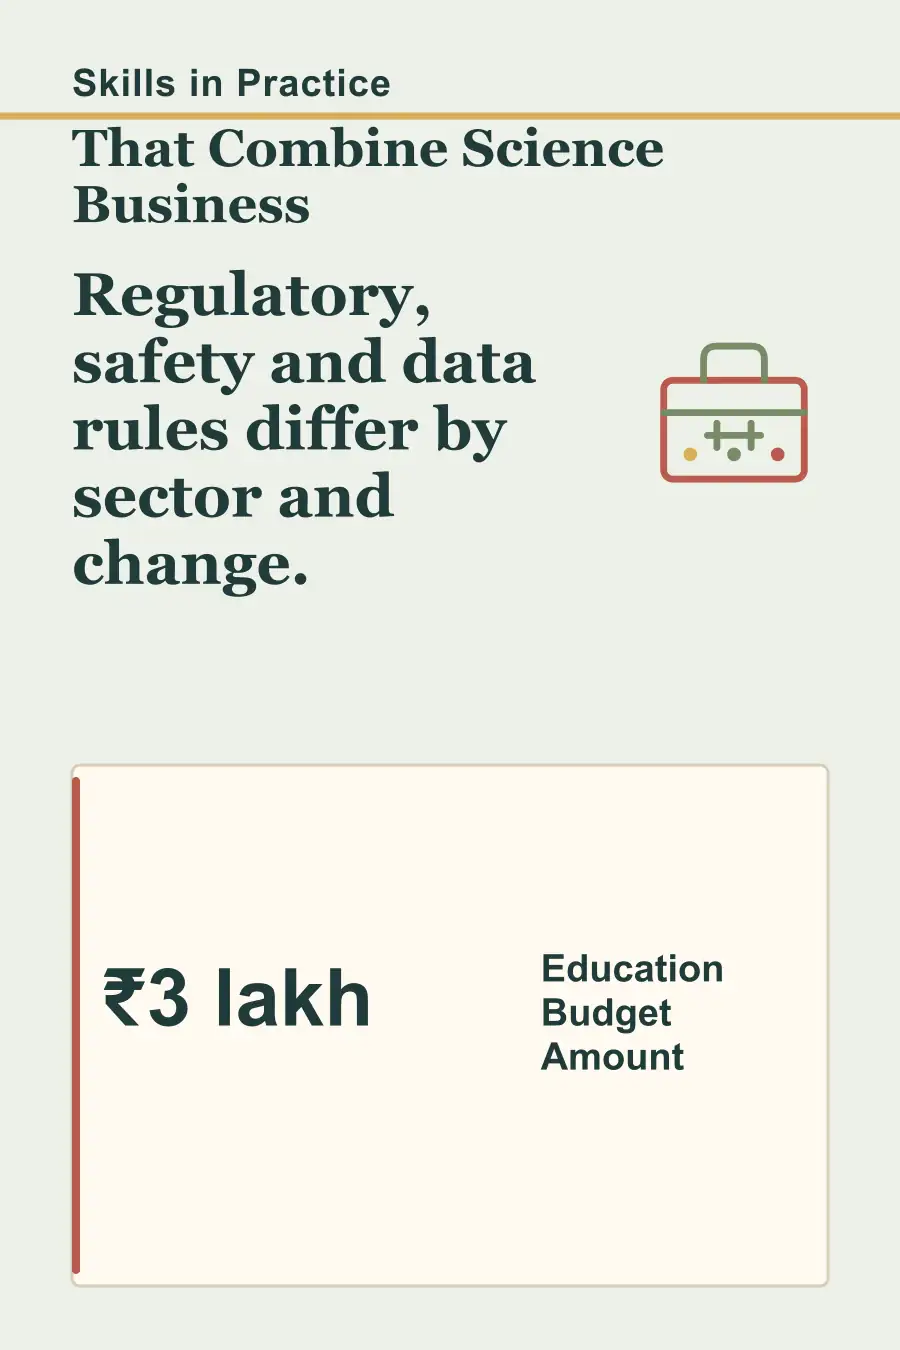 Skills in Practice
That Combine Science
Business
Regulatory,
safety and data
rules differ by
sector and
change.
₹3 lakh
Education
Budget
Amount